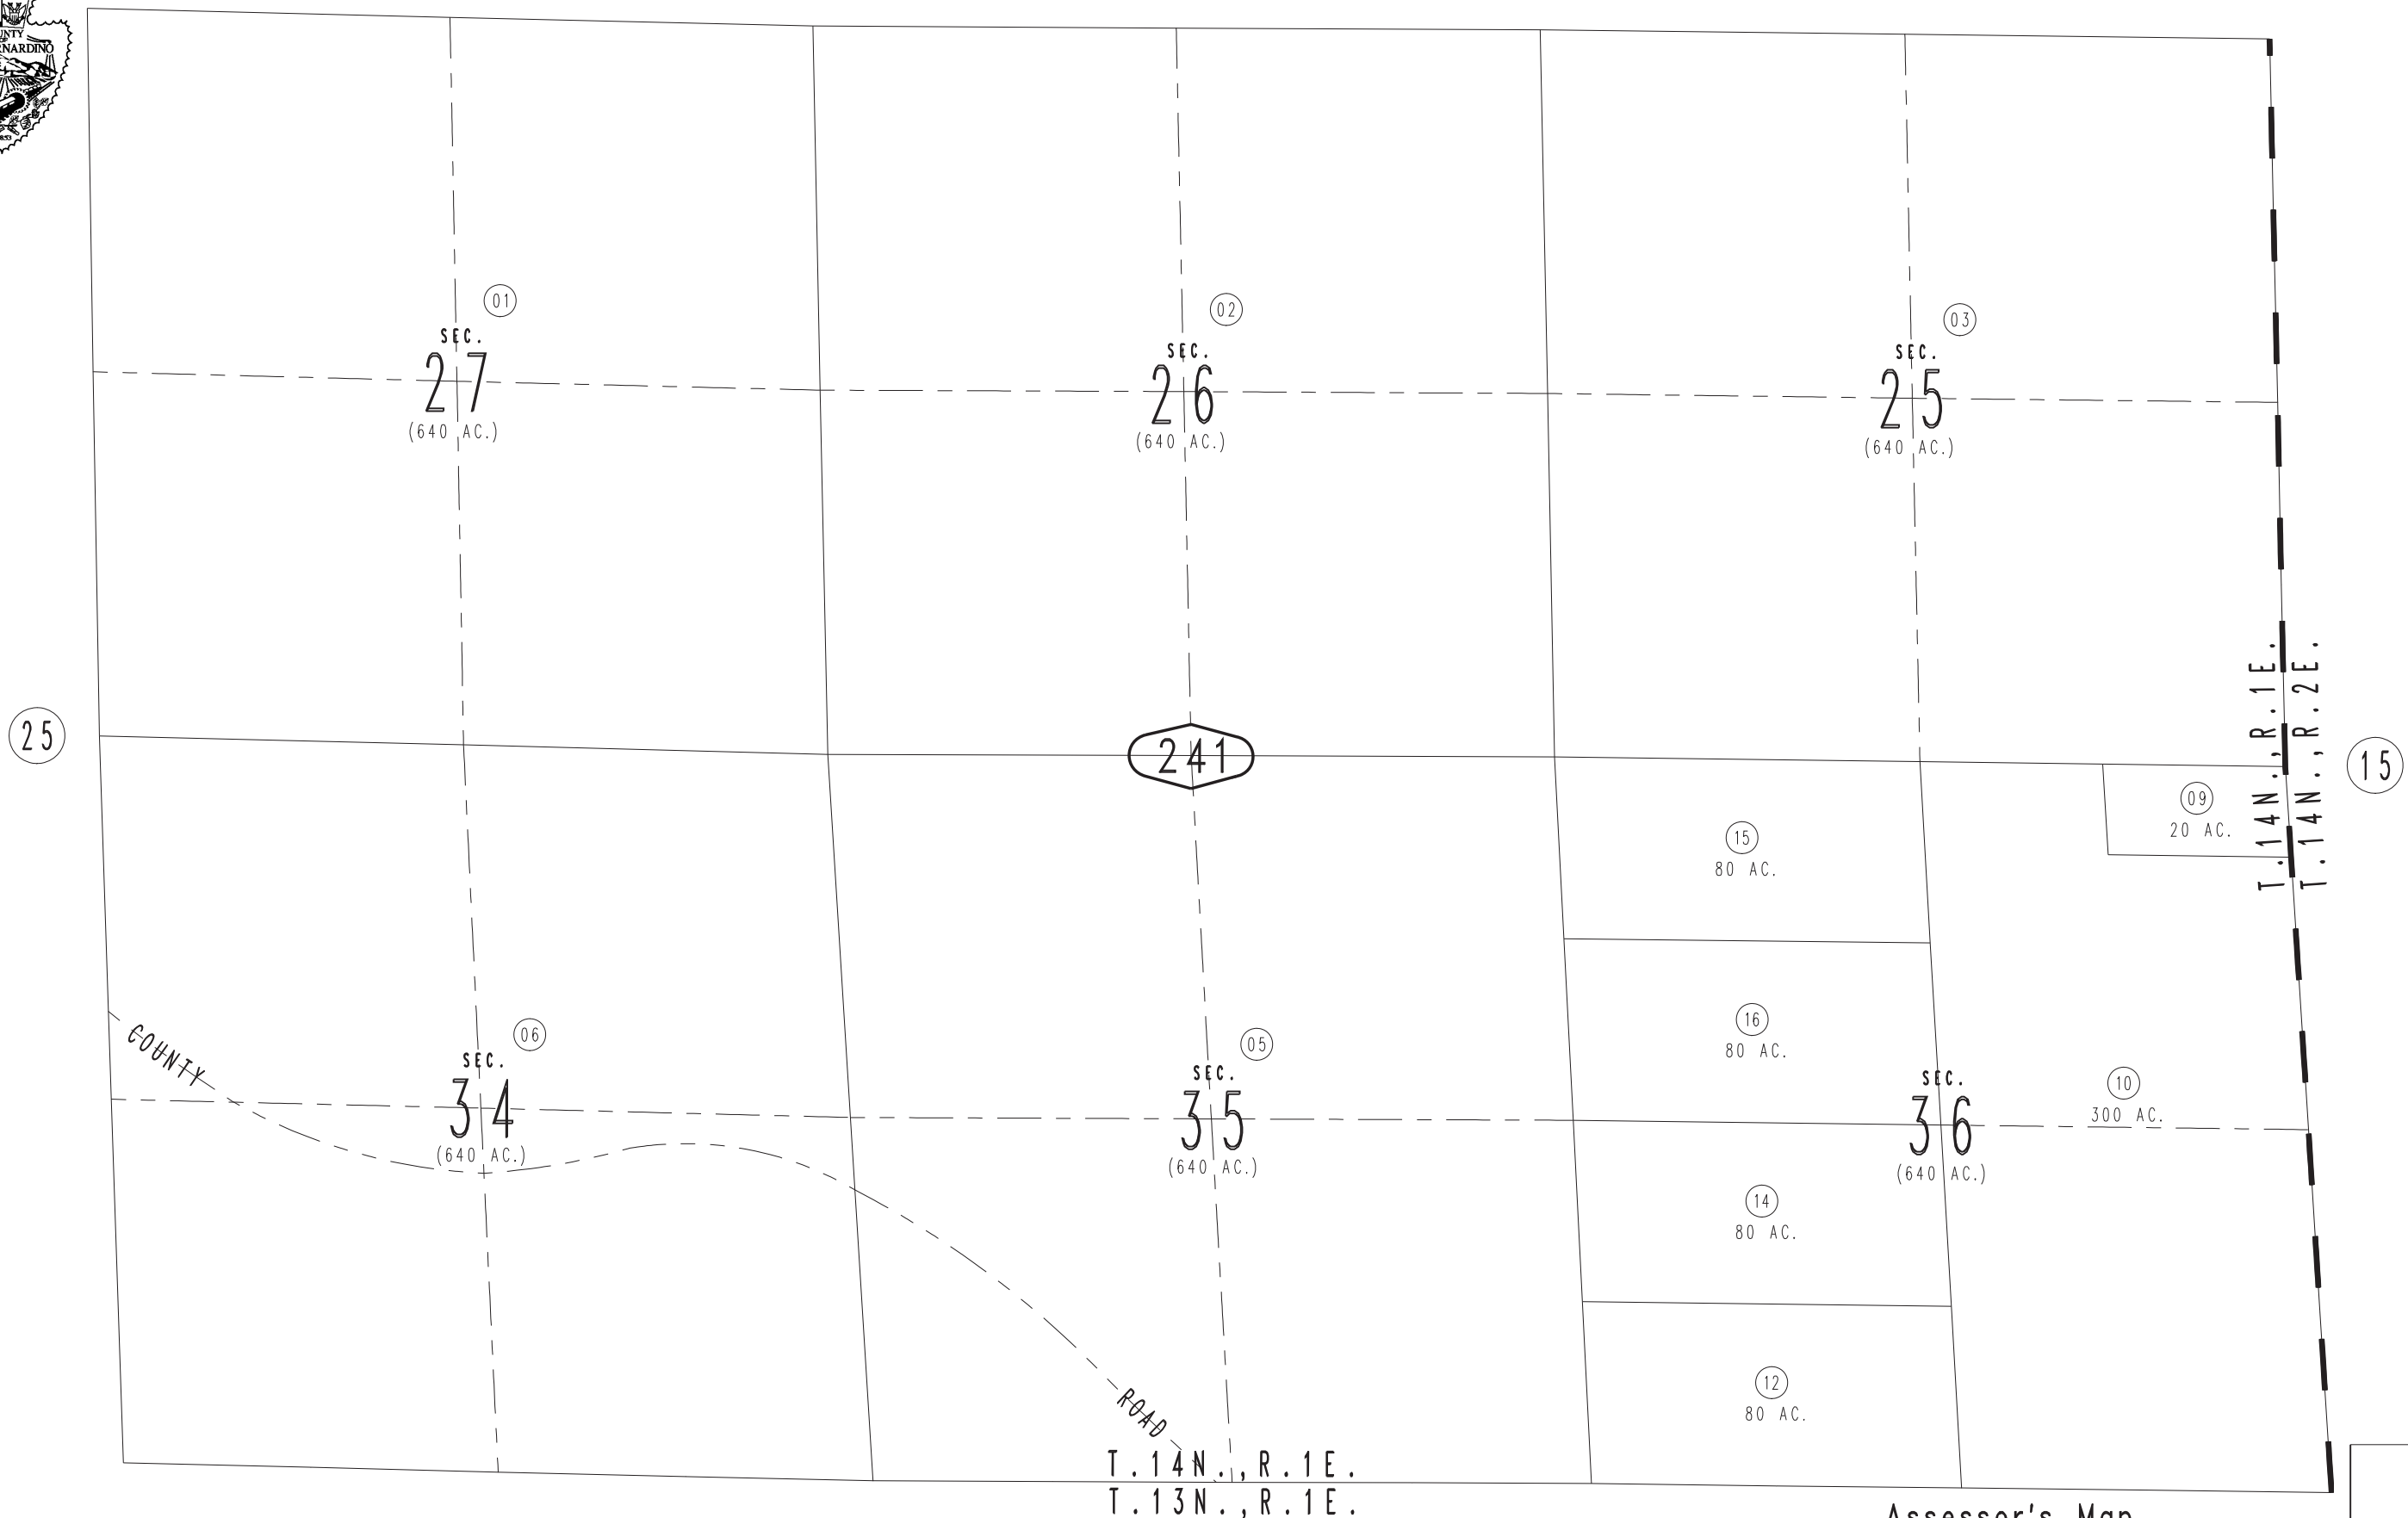 01
SEC.
27
(640 AC.)
02
SEC.
26
(640 AC.)
03
SEC.
25
(640 AC.)
25
241
15
T.14N.,R.1E.
T.14N.,R.2E.
09
20 AC.
15
80 AC.
16
80 AC.
COUNTY
06
SEC.
34
(640 AC.)
05
SEC.
35
(640 AC.)
SEC.
36
(640 AC.)
10
300 AC.
14
80 AC.
12
80 AC.
ROAD
T.14N.,R.1E.
T.13N.,R.1E.
Assessor's Map